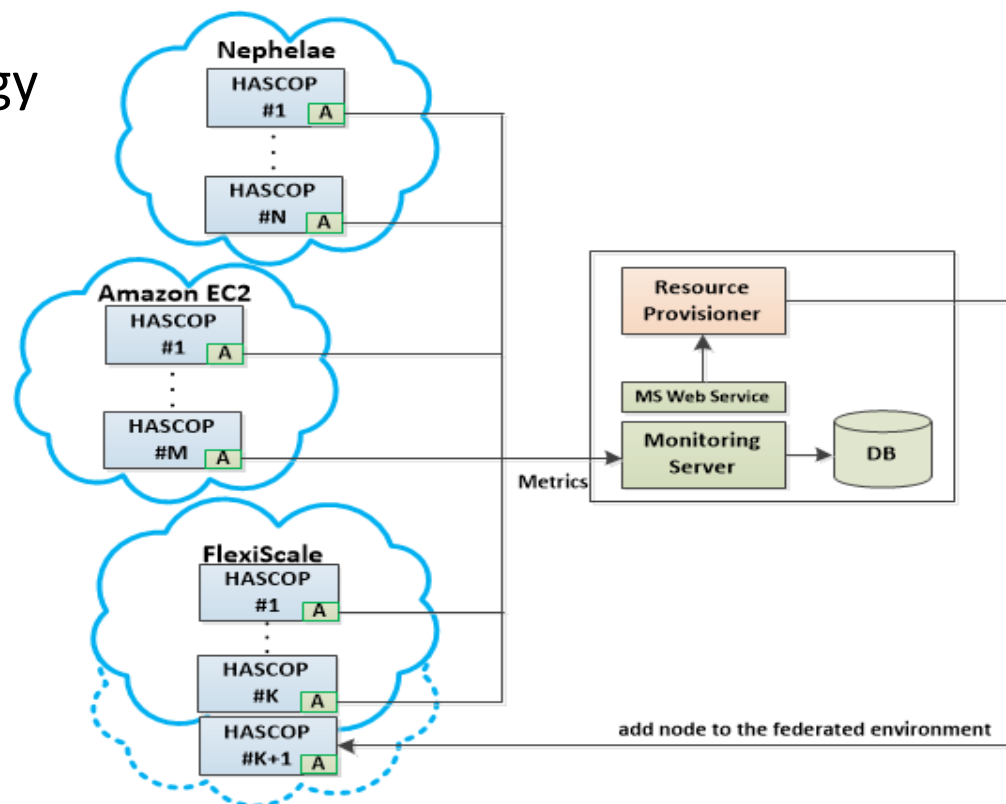 gy
Nephelae
HASCOP
#1
A
HASCOP
#N
A
Amazon EC2
HASCOP
#1
A
HASCOP
#M
A
FlexiScale
HASCOP
#1
A
HASCOP
#K
A
HASCOP
#K+1
A
Metrics
Resource
Provisioner
MS Web Service
Monitoring
Server
DB
add node to the federated environment